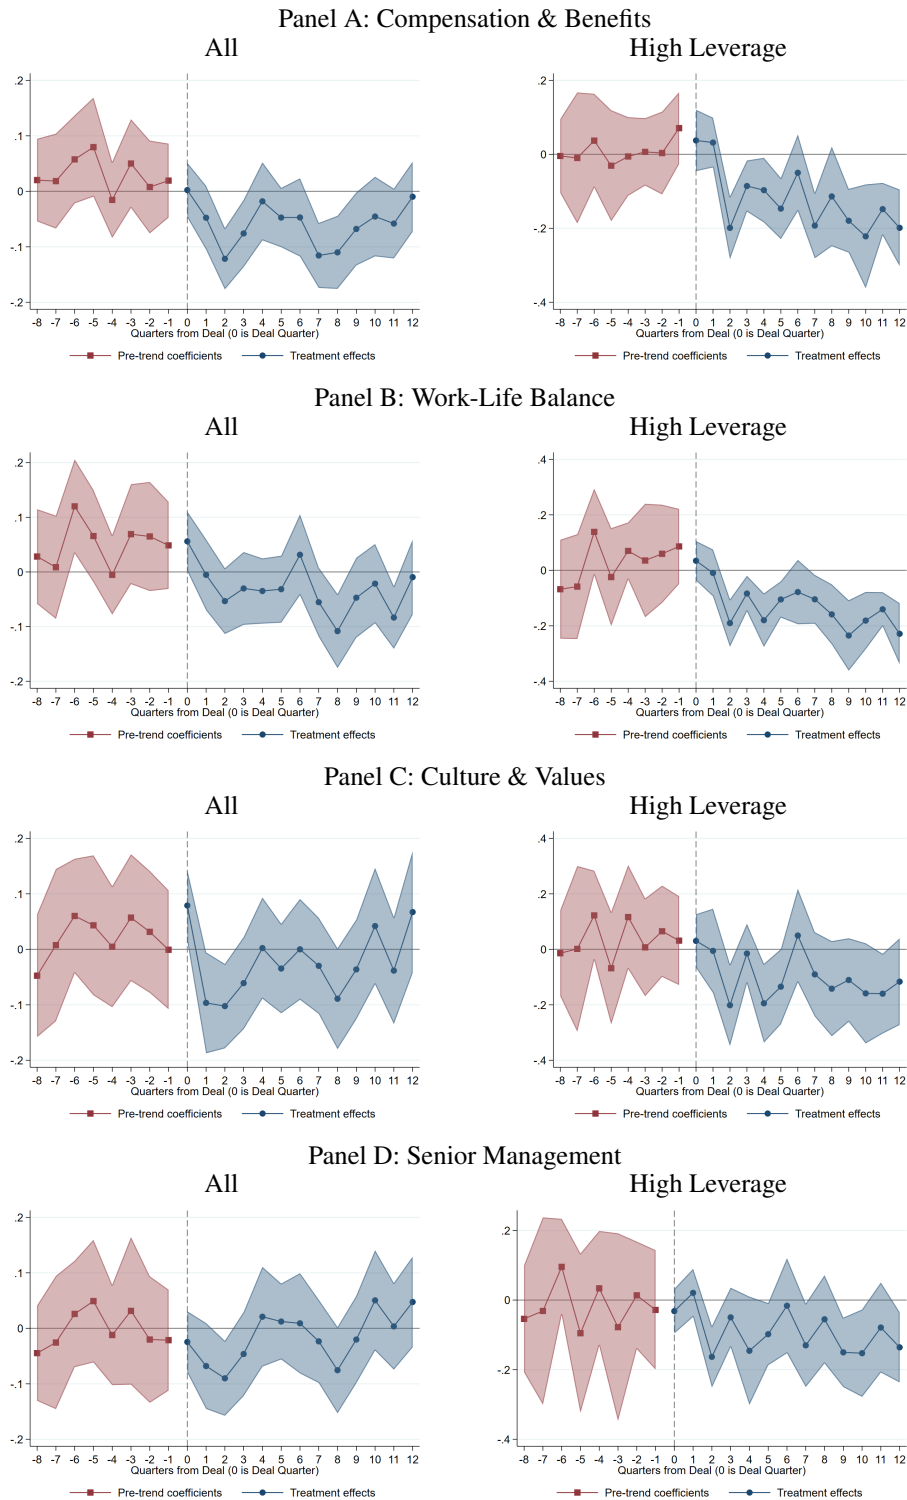 Panel A: Compensation & Benefits
All
High Leverage
.2
.1
0
-.1
-.2
-8 -7 -6 -5 -4 -3 -2 -1 0 1 2 3 4 5 6 7 8 9 10 11 12
Quarters from Deal (0 is Deal Quarter)
Pre-trend coefficients Treatment effects
.2
0
-.2
-.4
-8 -7 -6 -5 -4 -3 -2 -1 0 1 2 3 4 5 6 7 8 9 10 11 12
Quarters from Deal (0 is Deal Quarter)
Pre-trend coefficients Treatment effects
Panel B: Work-Life Balance
All
High Leverage
.2
.1
0
-.1
-.2
-8 -7 -6 -5 -4 -3 -2 -1 0 1 2 3 4 5 6 7 8 9 10 11 12
Quarters from Deal (0 is Deal Quarter)
Pre-trend coefficients Treatment effects
.4
.2
0
-.2
-.4
-8 -7 -6 -5 -4 -3 -2 -1 0 1 2 3 4 5 6 7 8 9 10 11 12
Quarters from Deal (0 is Deal Quarter)
Pre-trend coefficients Treatment effects
Panel C: Culture & Values
All
High Leverage
.2
.1
0
-.1
-.2
-8 -7 -6 -5 -4 -3 -2 -1 0 1 2 3 4 5 6 7 8 9 10 11 12
Quarters from Deal (0 is Deal Quarter)
Pre-trend coefficients Treatment effects
.4
.2
0
-.2
-.4
-8 -7 -6 -5 -4 -3 -2 -1 0 1 2 3 4 5 6 7 8 9 10 11 12
Quarters from Deal (0 is Deal Quarter)
Pre-trend coefficients Treatment effects
Panel D: Senior Management
All
High Leverage
.2
.1
0
-.1
-.2
-8 -7 -6 -5 -4 -3 -2 -1 0 1 2 3 4 5 6 7 8 9 10 11 12
Quarters from Deal (0 is Deal Quarter)
Pre-trend coefficients Treatment effects
.2
0
-.2
-.4
-8 -7 -6 -5 -4 -3 -2 -1 0 1 2 3 4 5 6 7 8 9 10 11 12
Quarters from Deal (0 is Deal Quarter)
Pre-trend coefficients Treatment effects